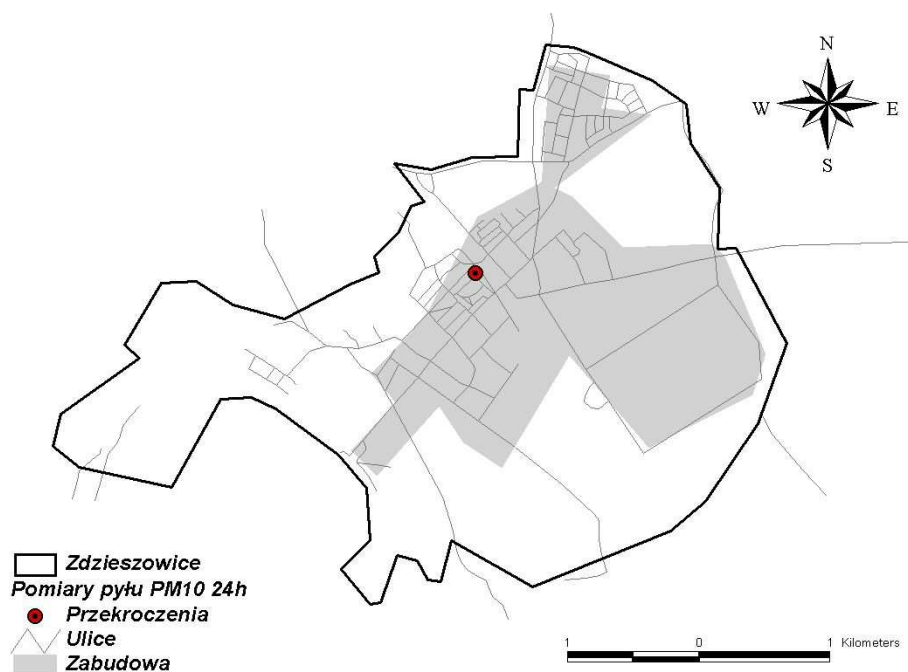 N
W E
S
Zdzieszowice
Pomiary pyłu PM10 24h
Przekroczenia
Ulice
Zabudowa
1 0 1 Kilometers